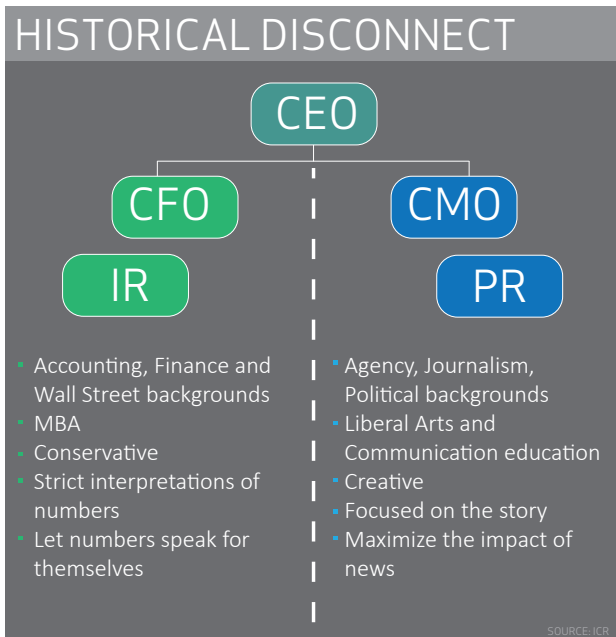 HISTORICAL DISCONNECT
CEO
CFO
CMO
IR
PR
Accounting, Finance and
Wall Street backgrounds
MBA
Conservative
Strict interpretations of
numbers
Let numbers speak for
themselves
Agency, Journalism,
Political backgrounds
Liberal Arts and
Communication education
Creative
Focused on the story
Maximize the impact of
news
SOURCE: ICR